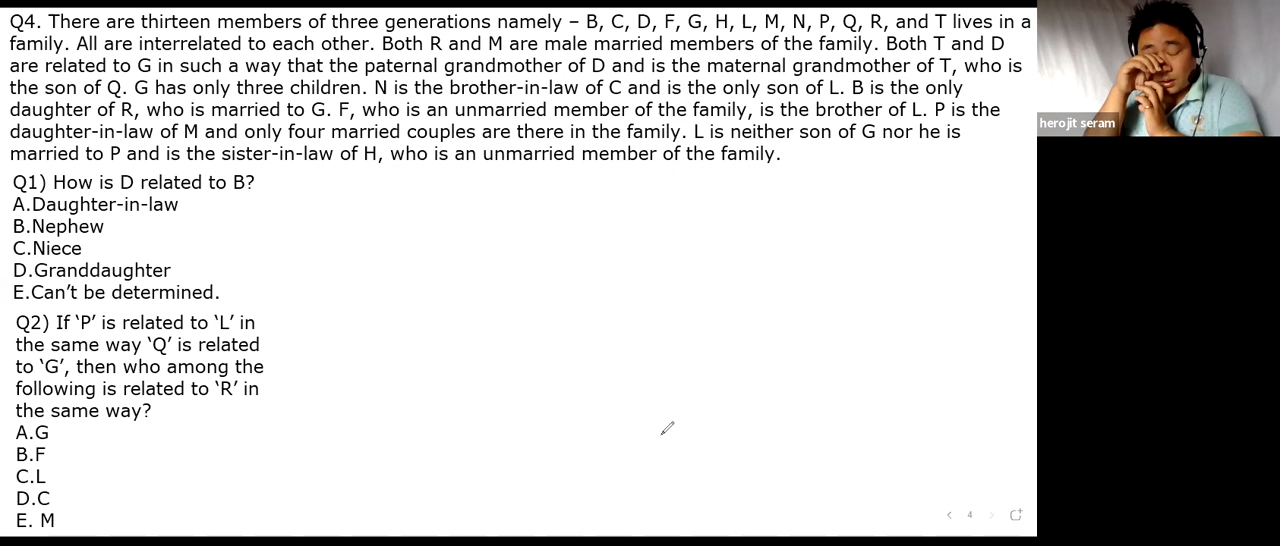 Q4. There are thirteen members of three generations namely – B, C, D, F, G, H, L, M, N, P, Q, R, and T lives in a
family. All are interrelated to each other. Both R and M are male married members of the family. Both T and D
are related to G in such a way that the paternal grandmother of D and is the maternal grandmother of T, who is
the son of Q. G has only three children. N is the brother-in-law of C and is the only son of L. B is the only
daughter of R, who is married to G. F, who is an unmarried member of the family, is the brother of L. P is the
daughter-in-law of M and only four married couples are there in the family. L is neither son of G nor he is
married to P and is the sister-in-law of H, who is an unmarried member of the family.
herojit seram
Q1) How is D related to B?
A.Daughter-in-law
B.Nephew
C.Niece
D.Granddaughter
E.Can't be determined.
Q2) If ‘P’ is related to ‘L’ in
the same way ‘Q’ is related
to ‘G’, then who among the
following is related to ‘R’ in
the same way?
A.G
B.F
C.L
D.C
E. M
4